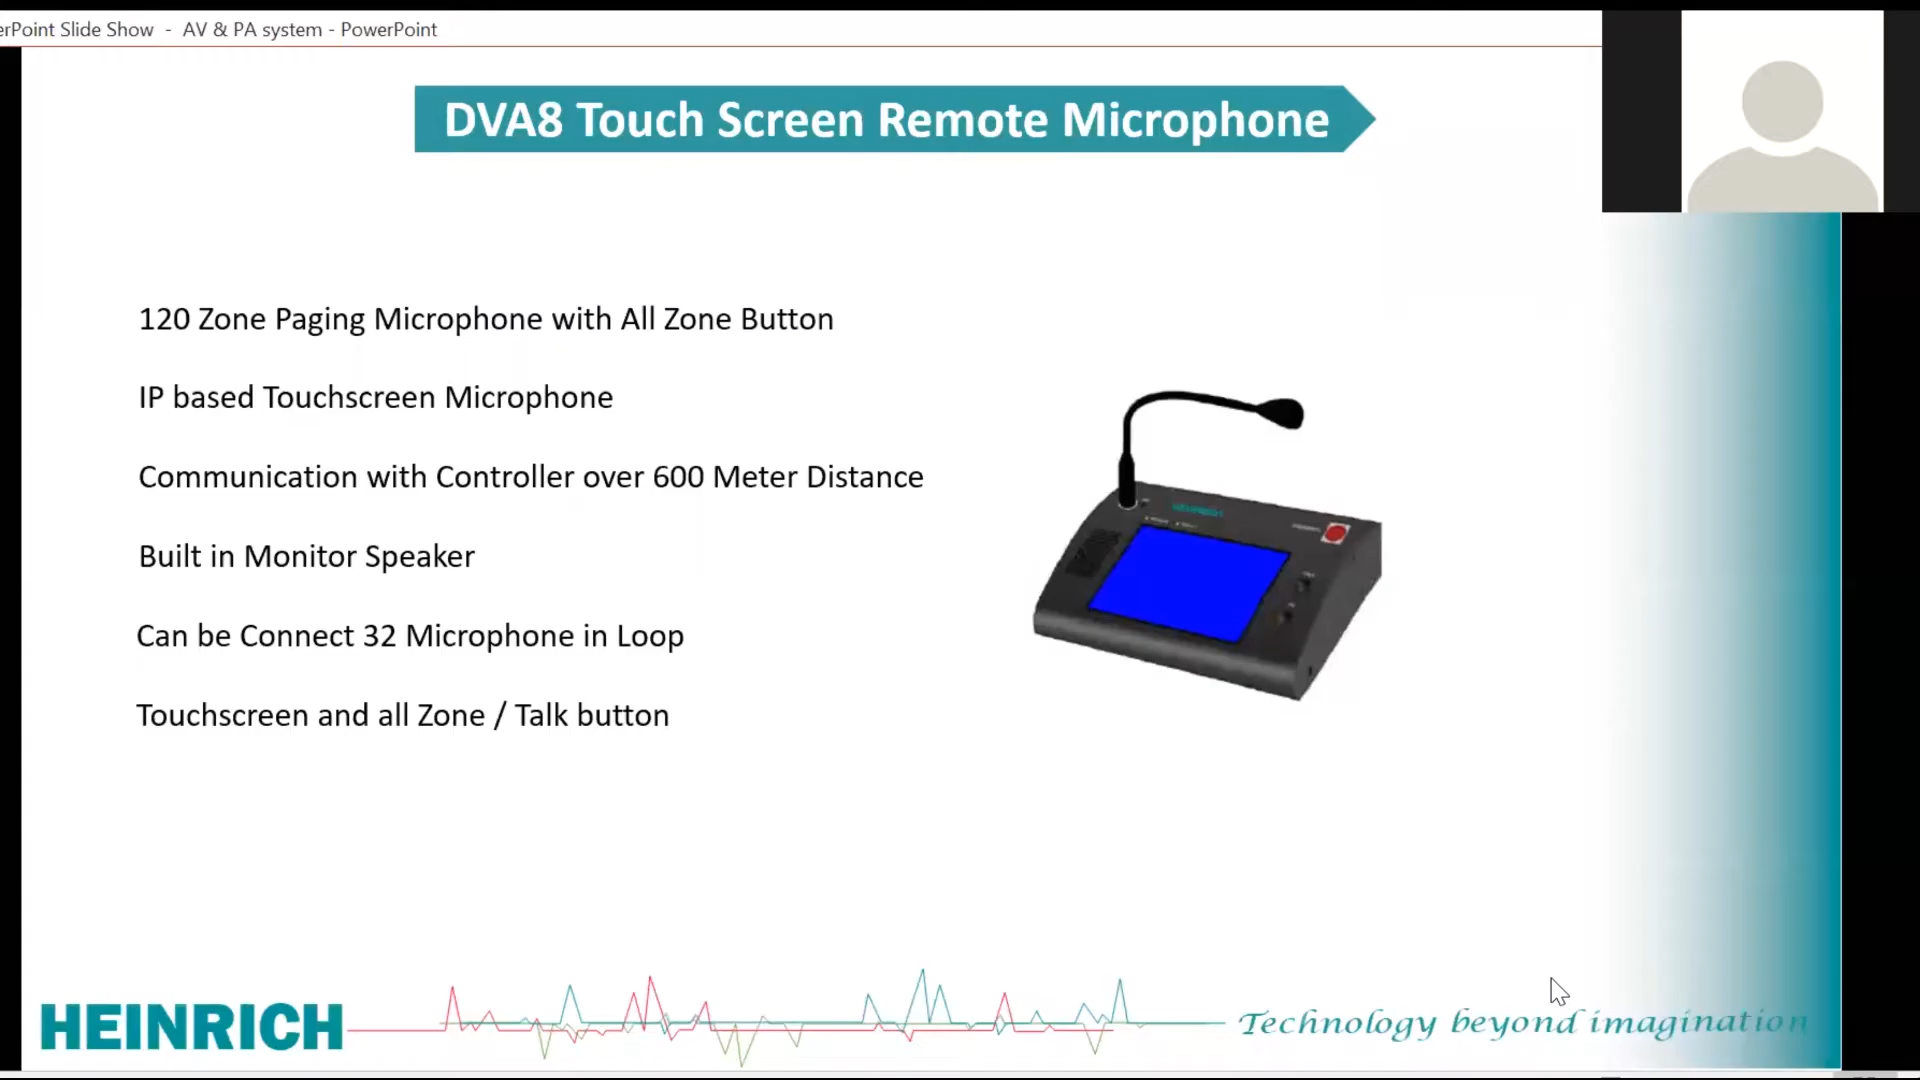 erPoint Slide Show - AV & PA system - PowerPoint
DVA8 Touch Screen Remote Microphone
120 Zone Paging Microphone with All Zone Button
IP based Touchscreen Microphone
Communication with Controller over 600 Meter Distance
Built in Monitor Speaker
Can be Connect 32 Microphone in Loop
Touchscreen and all Zone / Talk button
HEINRICH
HEINRICH
Technology beyond imagination